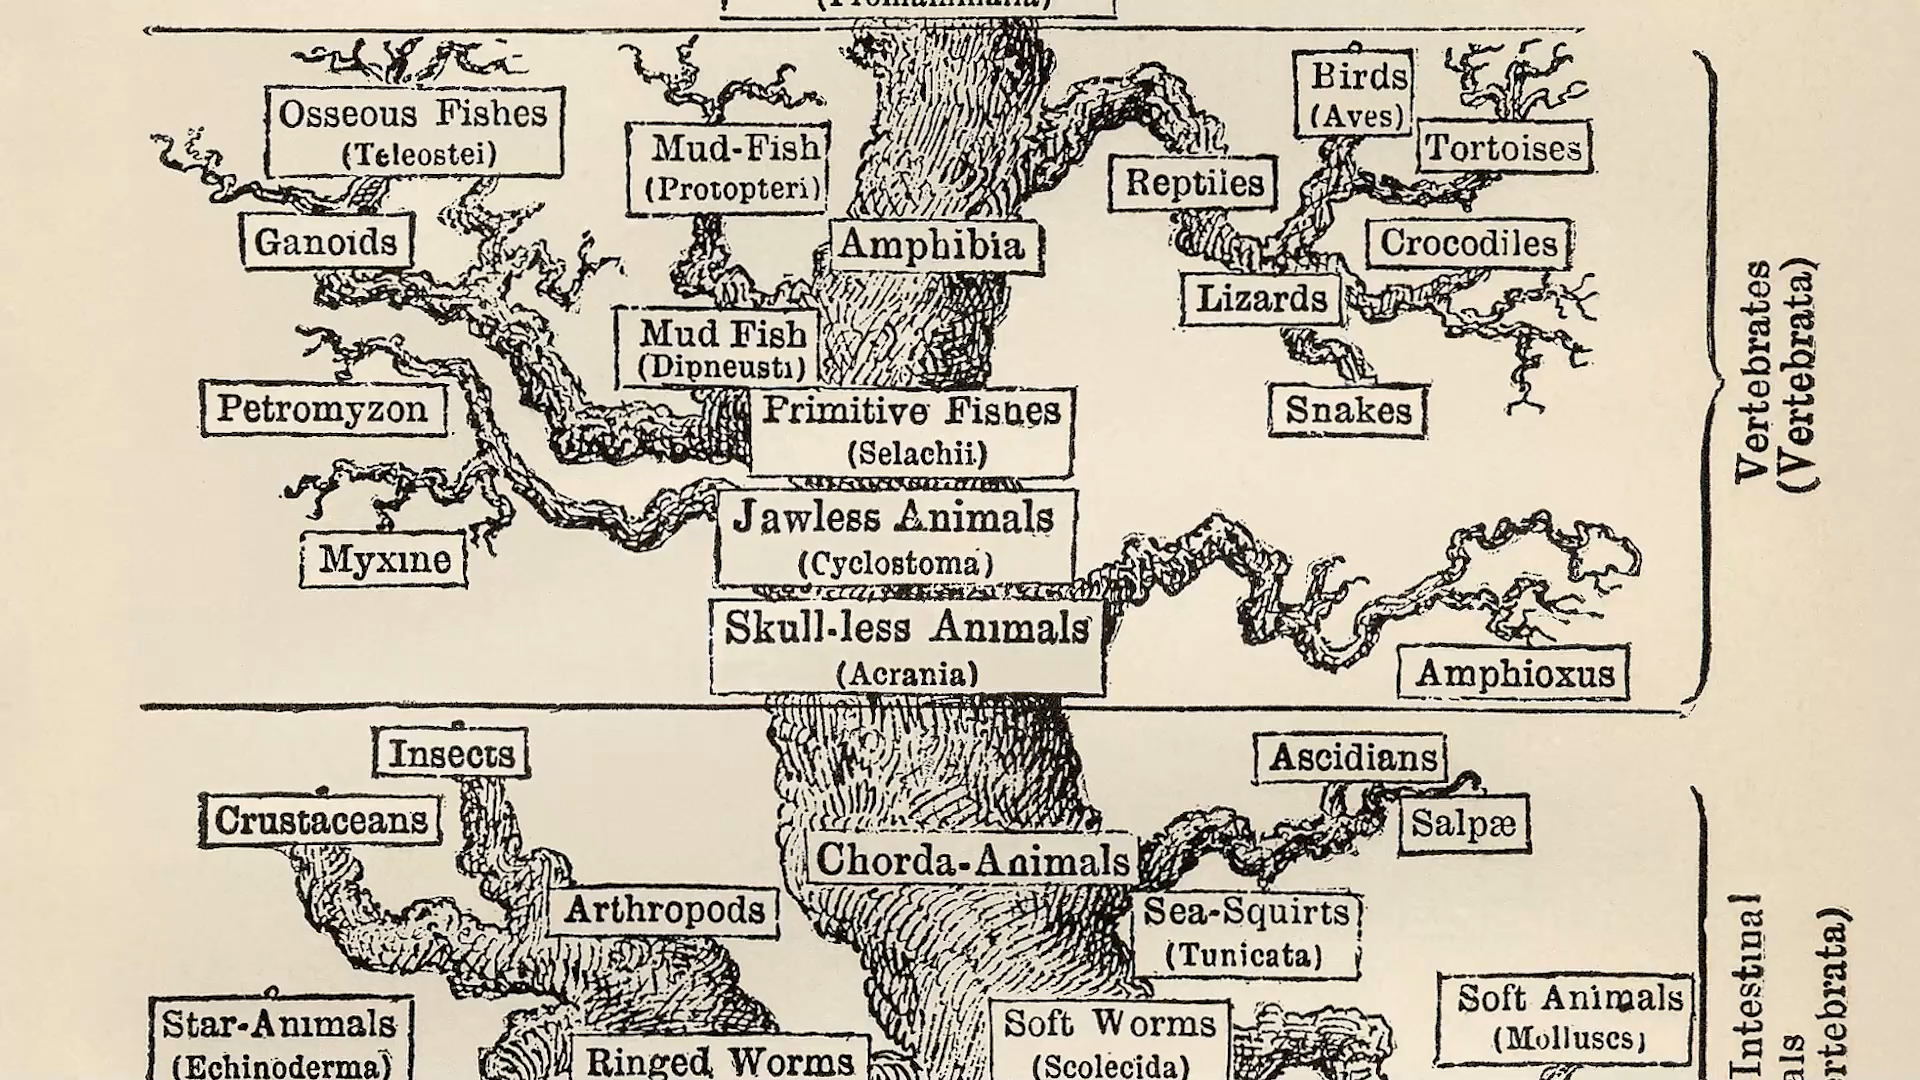 (Promammalia)
Osseous Fishes
(Teleostei)
Mud-Fish
(Protopteri)
Birds
(Aves)
Tortoises
Reptiles
Ganoids
Amphibia
Crocodiles
Lizards
Mud Fish
(Dipneusti)
Petromyzon
Primitive Fishes
(Selachii)
Snakes
Jawless Animals
(Cyclostoma)
Myxine
Skull-less Animals
(Acrania)
Amphioxus
Vertebrates
(Vertebrata)
Insects
Ascidians
Crustaceans
Salpæ
Chorda-Animals
Arthropods
Sea-Squirts
(Tunicata)
Star-Animals
(Echinoderma)
Ringed Worms
Soft Worms
(Scolecida)
Soft Animals
(Molluscs)
Intestinal